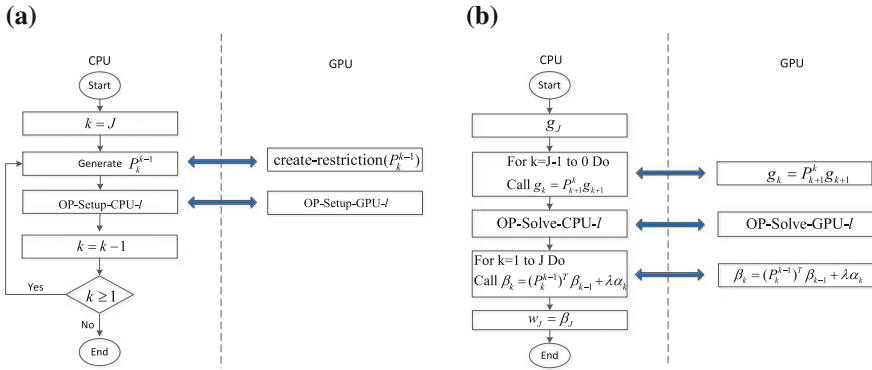 (a)
CPU
GPU
Start
k = J
Generate P_k^{k-1}
create-restriction(P_k^{k-1})
OP-Setup-CPU-l
OP-Setup-GPU-l
k = k − 1
Yes
k ≥ 1
No
End
(b)
CPU
GPU
Start
g_J
For k=J-1 to 0 Do
Call g_k = P_{k+1}^k g_{k+1}
g_k = P_{k+1}^k g_{k+1}
OP-Solve-CPU-l
OP-Solve-GPU-l
For k=1 to J Do
Call β_k = (P_k^{k-1})^T β_{k-1} + λα_k
β_k = (P_k^{k-1})^T β_{k-1} + λα_k
w_J = β_J
End